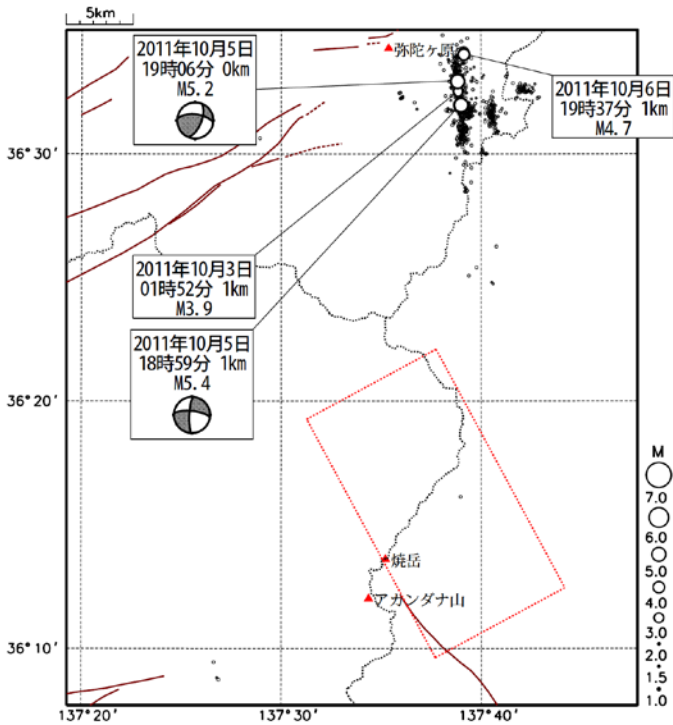 5km
2011年10月5日
19時06分 0km
M5.2
弥陀ヶ原
2011年10月6日
19時37分 1km
M4.7
36°30′
2011年10月3日
01時52分 1km
M3.9
2011年10月5日
18時59分 1km
M5.4
36°20′
M
7.0
6.0
5.0
4.0
3.0
2.0
1.5
1.0
焼岳
アカンダナ山
36°10′
137°20′
137°30′
137°40′